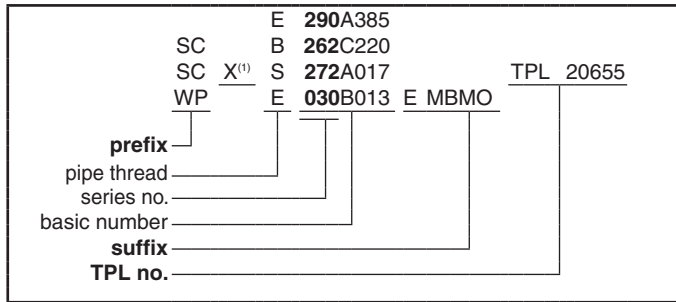 E 290A385
SC B 262C220
SC X(1) S 272A017 TPL 20655
WP E 030B013 E MBMO
prefix
pipe thread
series no.
basic number
suffix
TPL no.